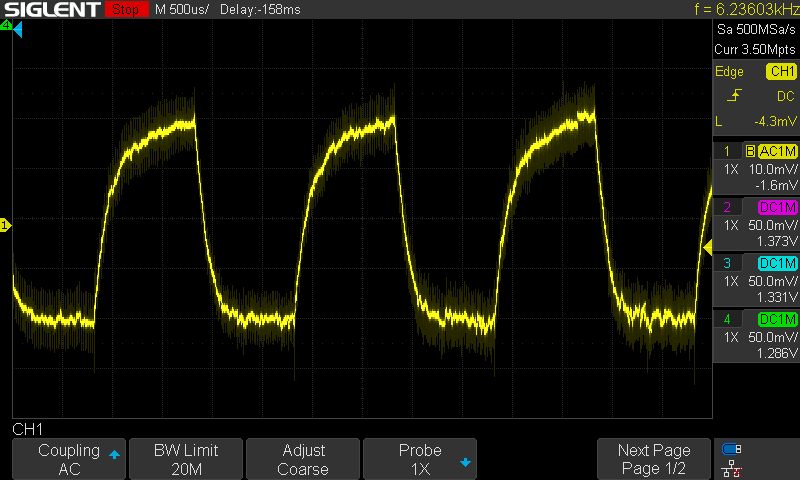 SIGLENT Stop M 500us/ Delay:-158ms f = 6.23603kHz
Sa 500MSa/s
Curr 3.50Mpts
Edge CH1
DC
L -4.3mV
1 B AC1M
1X 10.0mV/
-1.6mV
2 DC1M
1X 50.0mV/
1.373V
3 DC1M
1X 50.0mV/
1.331V
4 DC1M
1X 50.0mV/
1.286V
4
1
CH1
Coupling BW Limit Adjust Probe Next Page
AC 20M Coarse 1X Page 1/2